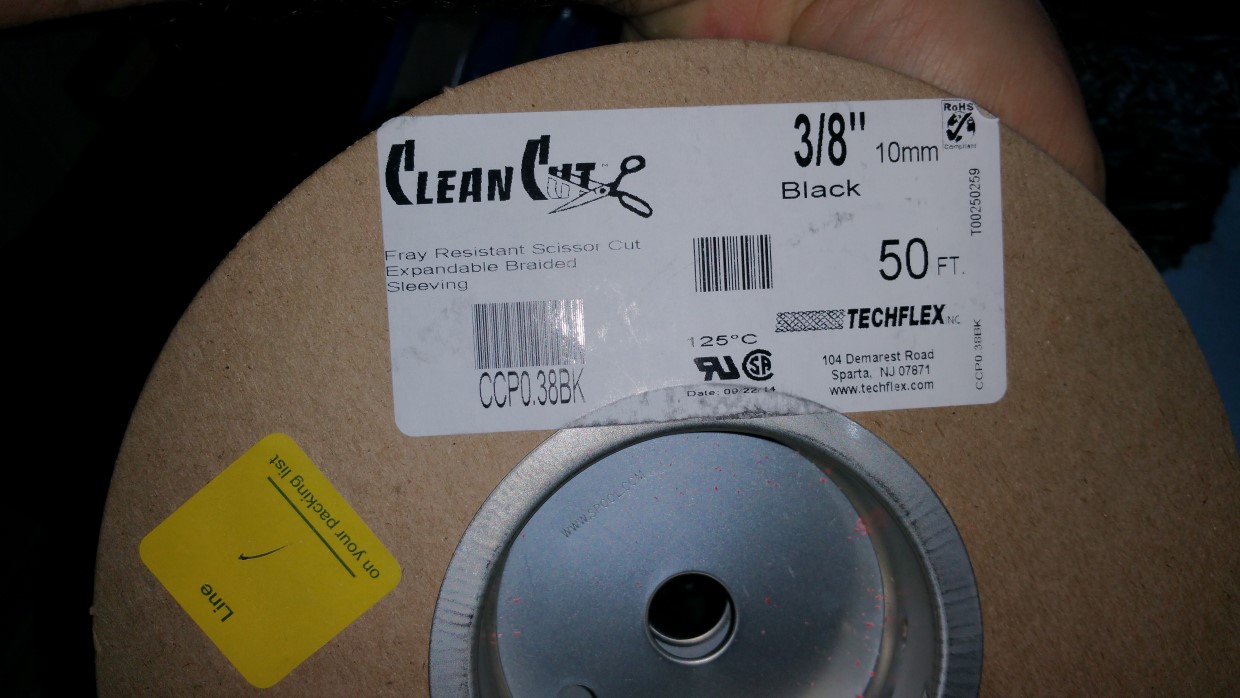 CLEAN CUT™
Fray Resistant Scissor Cut
Expandable Braided
Sleeving
CCP0.38BK
3/8" 10mm
Black
RoHS
Compliant
T00250259
50 FT.
TECHFLEX INC
125°C
RU SA
Date: 09/22/14
104 Demarest Road
Sparta, NJ 07871
www.techflex.com
CCP0.38BK
Line
on your packing list